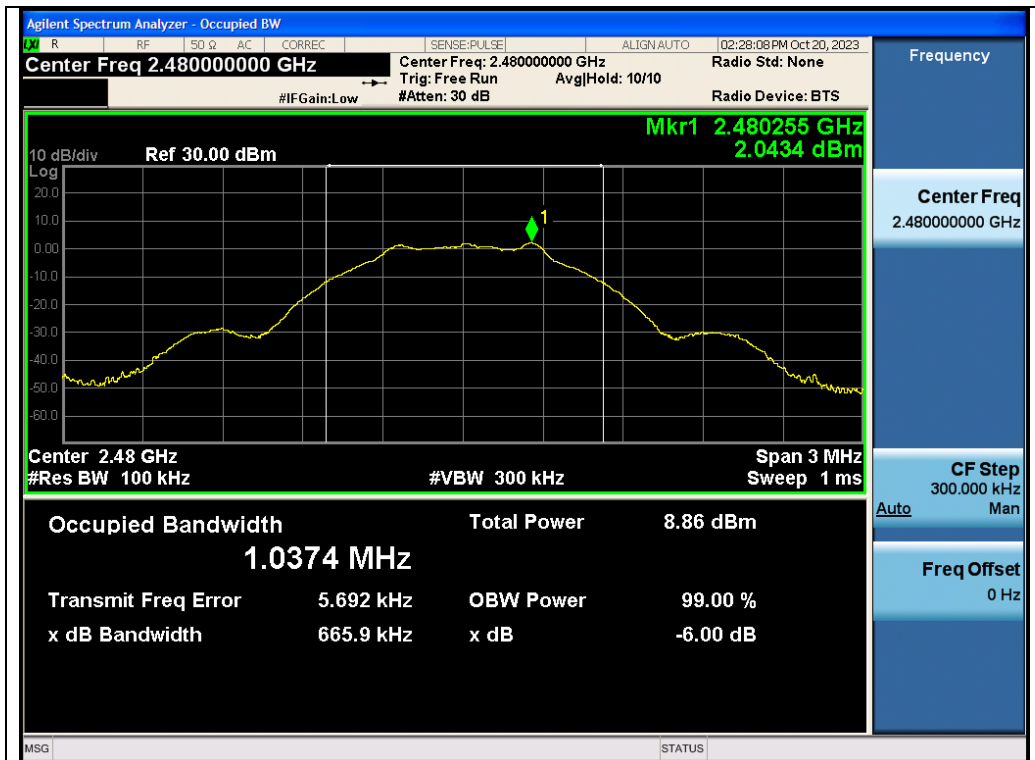 Agilent Spectrum Analyzer - Occupied BW
LXI R RF 50 Ω AC CORREC SENSE:PULSE ALIGN AUTO 02:28:08 PM Oct 20, 2023
Center Freq 2.480000000 GHz
Center Freq: 2.480000000 GHz
Radio Std: None
Trig: Free Run
Avg|Hold: 10/10
#IFGain:Low
#Atten: 30 dB
Radio Device: BTS
Mkr1 2.480255 GHz
2.0434 dBm
10 dB/div
Ref 30.00 dBm
Log
20.0
10.0
0.00
-10.0
-20.0
-30.0
-40.0
-50.0
-60.0
1
Center 2.48 GHz
Span 3 MHz
#Res BW 100 kHz
#VBW 300 kHz
Sweep 1 ms
Occupied Bandwidth
1.0374 MHz
Total Power 8.86 dBm
Transmit Freq Error 5.692 kHz
OBW Power 99.00 %
x dB Bandwidth 665.9 kHz
x dB -6.00 dB
Frequency
Center Freq
2.480000000 GHz
CF Step
300.000 kHz
Auto Man
Freq Offset
0 Hz
MSG
STATUS